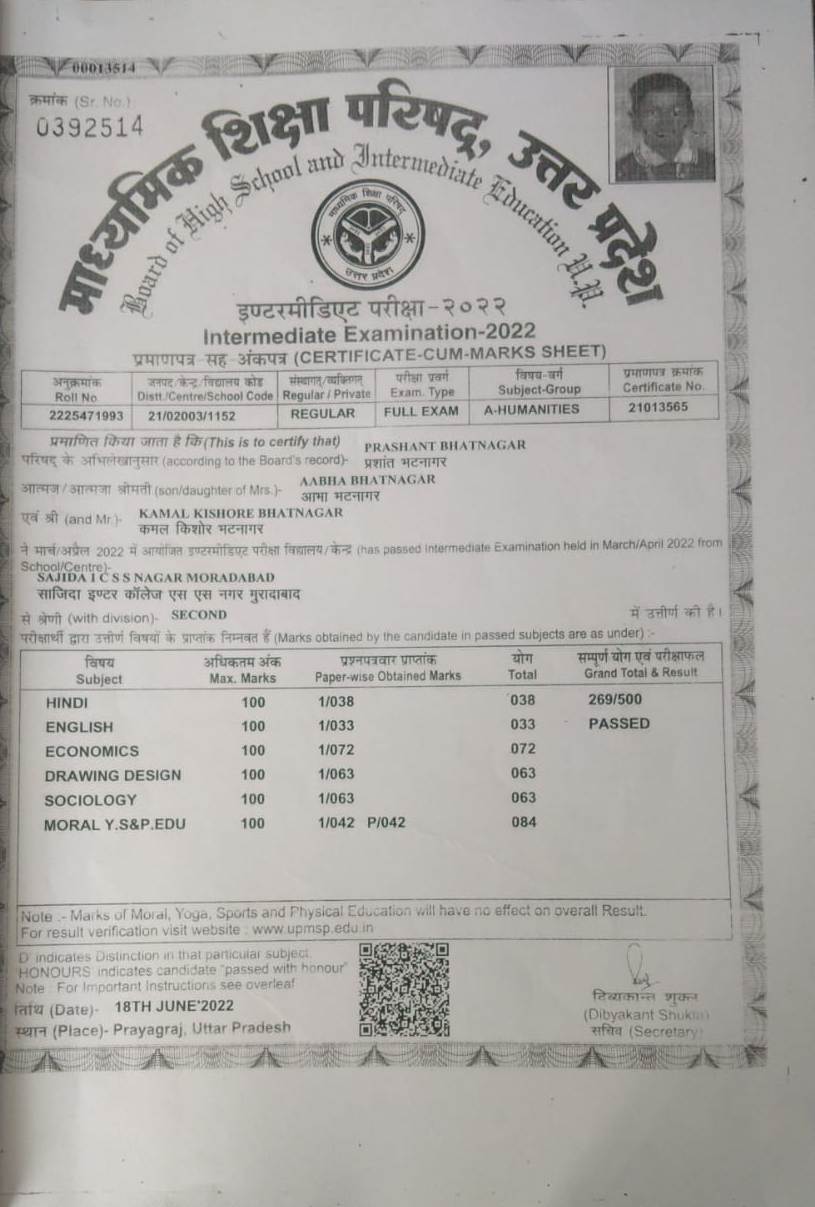 00013514
क्रमांक (Sr. No.)
0392514
माध्यमिक शिक्षा परिषद्, उत्तर प्रदेश
Board of High School and Intermediate Education U.P.
माध्यमिक शिक्षा परिषद्
उत्तर प्रदेश
इण्टरमीडिएट परीक्षा-२०२२
Intermediate Examination-2022
प्रमाणपत्र सह अंकपत्र (CERTIFICATE-CUM-MARKS SHEET)
अनुक्रमांक जनपद/केन्द्र/विद्यालय कोड संस्थागत/व्यक्तिगत परीक्षा प्रवर्ग विषय-वर्ग प्रमाणपत्र क्रमांक
Roll No. Distt./Centre/School Code Regular / Private Exam. Type Subject-Group Certificate No.
2225471993 21/02003/1152 REGULAR FULL EXAM A-HUMANITIES 21013565
प्रमाणित किया जाता है कि(This is to certify that) PRASHANT BHATNAGAR
परिषद के अभिलेखानुसार (according to the Board's record)- प्रशांत भटनागर
आत्मज/आत्मजा श्रीमती (son/daughter of Mrs.)- AABHA BHATNAGAR
आभा भटनागर
एवं श्री (and Mr.)- KAMAL KISHORE BHATNAGAR
कमल किशोर भटनागर
ने मार्च/अप्रैल 2022 में आयोजित इण्टरमीडिएट परीक्षा विद्यालय/केन्द्र (has passed Intermediate Examination held in March/April 2022 from
School/Centre)-
SAJIDA I C S S NAGAR MORADABAD
साजिदा इण्टर कॉलेज एस एस नगर मुरादाबाद
से श्रेणी (with division)- SECOND में उत्तीर्ण की है।
परीक्षार्थी द्वारा उत्तीर्ण विषयों के प्राप्तांक निम्नवत हैं (Marks obtained by the candidate in passed subjects are as under) :-
विषय अधिकतम अंक प्रश्नपत्रवार प्राप्तांक योग सम्पूर्ण योग एवं परीक्षाफल
Subject Max. Marks Paper-wise Obtained Marks Total Grand Total & Result
HINDI 100 1/038 038 269/500
ENGLISH 100 1/033 033 PASSED
ECONOMICS 100 1/072 072
DRAWING DESIGN 100 1/063 063
SOCIOLOGY 100 1/063 063
MORAL Y.S&P.EDU 100 1/042 P/042 084
Note :- Marks of Moral, Yoga, Sports and Physical Education will have no effect on overall Result.
For result verification visit website : www.upmsp.edu.in
D' indicates Distinction in that particular subject.
HONOURS' indicates candidate "passed with honour"
Note : For Important Instructions see overleaf
तिथि (Date)- 18TH JUNE'2022
स्थान (Place)- Prayagraj, Uttar Pradesh
दिव्यकान्त शुक्ल
(Dibyakant Shukla)
सचिव (Secretary)